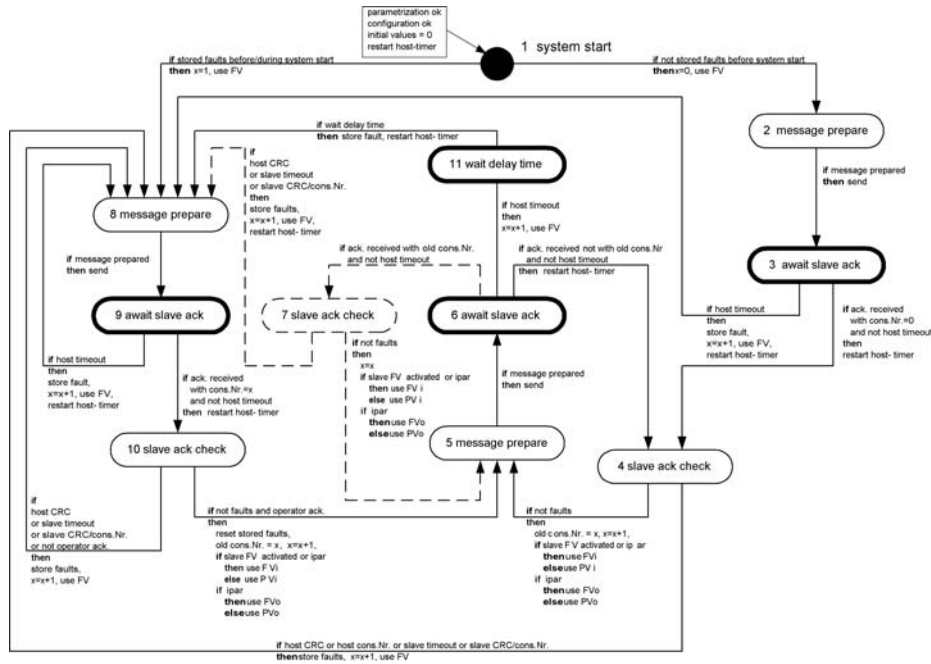 parametrization ok
configuration ok
initial values = 0
restart host-timer
1 system start
if stored faults before/during system start
then x=1, use FV
if not stored faults before system start
then x=0, use FV
2 message prepare
if message prepared
then send
3 await slave ack
if wait delay time
then store fault, restart host- timer
11 wait delay time
if
host CRC
or slave timeout
or slave CRC/cons.Nr.
then
store faults,
x=x+1, use FV,
restart host- timer
8 message prepare
if host timeout
then
x=x+1, use FV
if message prepared
then send
if ack. received with old cons.Nr.
and not host timeout
if ack. received not with old cons.Nr
and not host timeout
then restart host- timer
9 await slave ack
7 slave ack check
6 await slave ack
if host timeout
then
store fault,
x=x+1, use FV,
restart host- timer
if ack. received
with cons.Nr.=0
and not host timeout
then
restart host- timer
if host timeout
then
store fault,
x=x+1, use FV,
restart host- timer
if ack. received
with cons.Nr.=x
and not host timeout
then restart host- timer
if not faults
then
x=x
if slave FV activated or ipar
then use FV i
else use PV i
if ipar
then use FVo
else use PVo
if message prepared
then send
5 message prepare
10 slave ack check
4 slave ack check
if
host CRC
or slave timeout
or slave CRC/cons.Nr.
or not operator ack.
then
store faults,
x=x+1, use FV
if not faults and operator ack.
then
reset stored faults,
old cons.Nr. = x, x=x+1,
if slave FV activated or ipar
then use F Vi
else use P Vi
if ipar
then use FVo
else use PVo
if not faults
then
old c ons.Nr. = x, x=x+1,
if slave F V activated or ip ar
then use FVi
else use PV i
if ipar
then use FVo
else use PVo
if host CRC or host cons.Nr. or slave timeout or slave CRC/cons.Nr.
then store faults, x=x+1, use FV